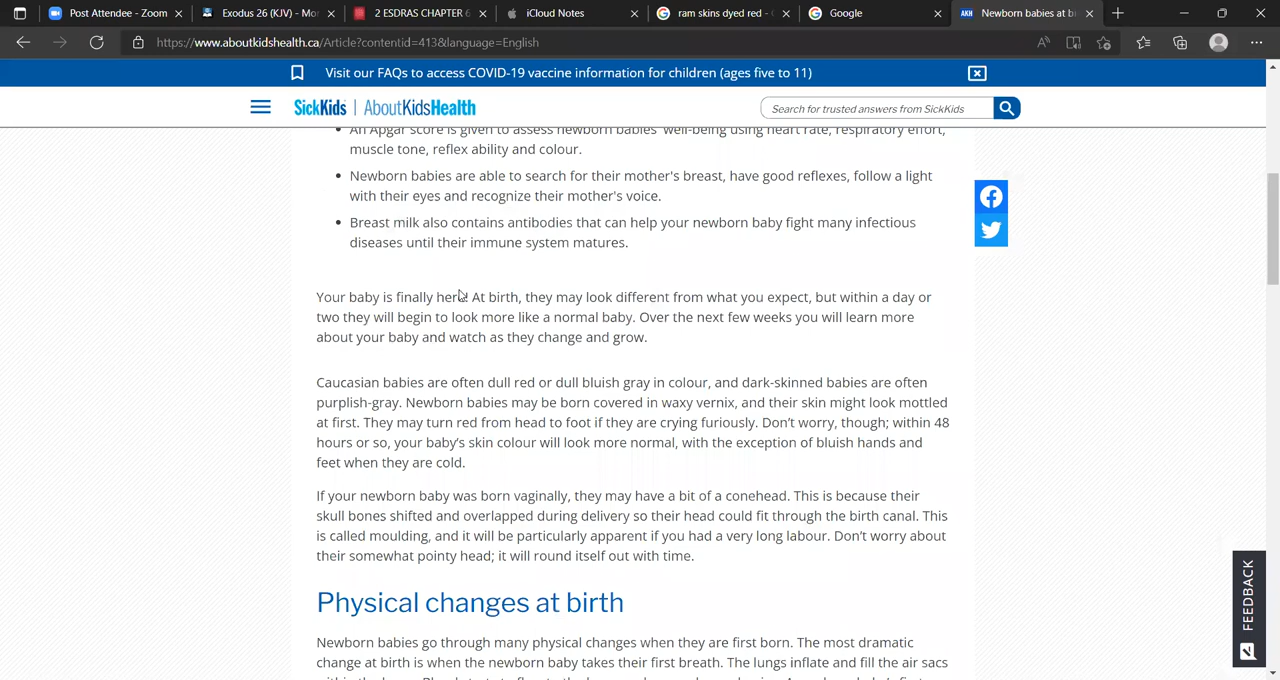 Post Attendee - Zoom
Exodus 26 (KJV) - Mo
2 ESDRAS CHAPTER 6
iCloud Notes
ram skins dyed red -
Google
AKH Newborn babies at bi
https://www.aboutkidshealth.ca/Article?contentid=413&language=English
Visit our FAQs to access COVID-19 vaccine information for children (ages five to 11)
SickKids | AboutKidsHealth
Search for trusted answers from SickKids
An Apgar score is given to assess newborn babies' well-being using heart rate, respiratory effort,
muscle tone, reflex ability and colour.
Newborn babies are able to search for their mother's breast, have good reflexes, follow a light
with their eyes and recognize their mother's voice.
Breast milk also contains antibodies that can help your newborn baby fight many infectious
diseases until their immune system matures.
Your baby is finally here! At birth, they may look different from what you expect, but within a day or
two they will begin to look more like a normal baby. Over the next few weeks you will learn more
about your baby and watch as they change and grow.
Caucasian babies are often dull red or dull bluish gray in colour, and dark-skinned babies are often
purplish-gray. Newborn babies may be born covered in waxy vernix, and their skin might look mottled
at first. They may turn red from head to foot if they are crying furiously. Don’t worry, though; within 48
hours or so, your baby’s skin colour will look more normal, with the exception of bluish hands and
feet when they are cold.
If your newborn baby was born vaginally, they may have a bit of a conehead. This is because their
skull bones shifted and overlapped during delivery so their head could fit through the birth canal. This
is called moulding, and it will be particularly apparent if you had a very long labour. Don’t worry about
their somewhat pointy head; it will round itself out with time.
Physical changes at birth
Newborn babies go through many physical changes when they are first born. The most dramatic
change at birth is when the newborn baby takes their first breath. The lungs inflate and fill the air sacs
FEEDBACK